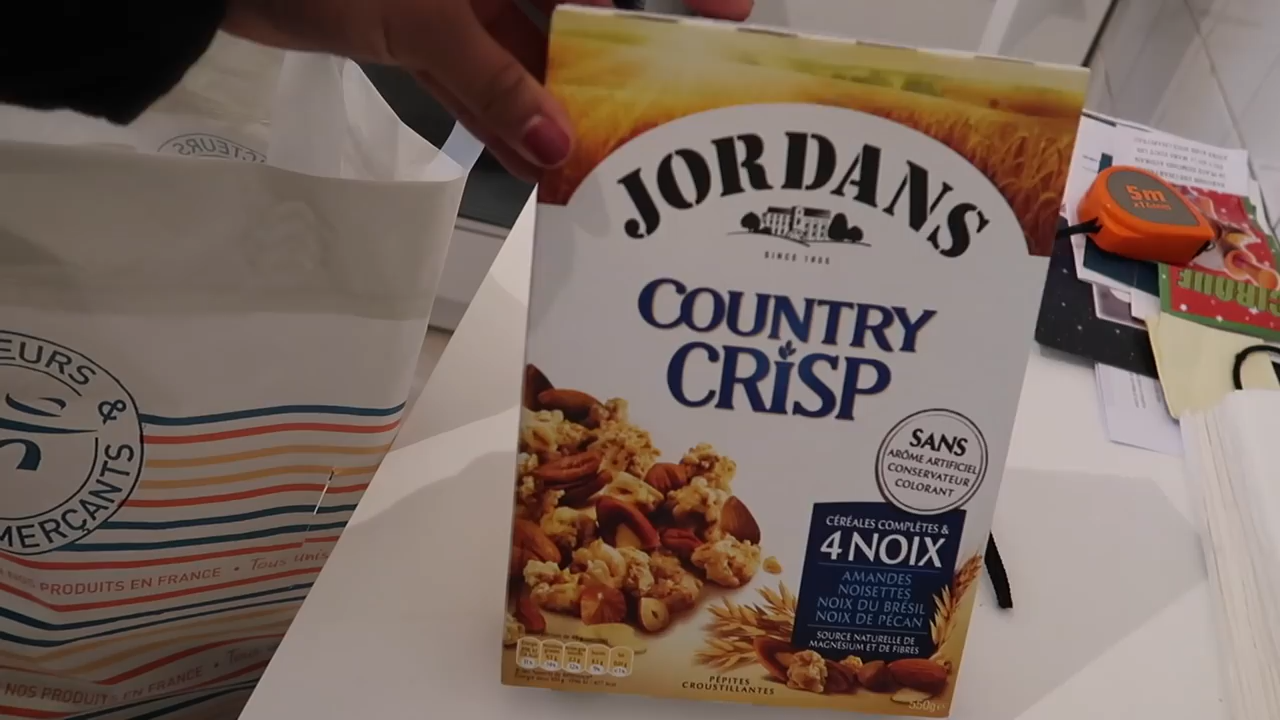 JORDANS
COUNTRY
CRISP
SANS
ARÔME ARTIFICIEL
CONSERVATEUR
COLORANT
CÉRÉALES COMPLÈTES &
4 NOIX
AMANDES
NOISETTES
NOIX DU BRÉSIL
NOIX DE PÉCAN
SOURCE NATURELLE DE
MAGNÉSIUM ET DE FIBRES
PÉPITES
CROUSTILLANTES
550g
5m
CTEURS
EURS &
MERÇANTS
NOS PRODUITS EN FRANCE • Tous unis
NOS PRODUITS EN FRANCE •